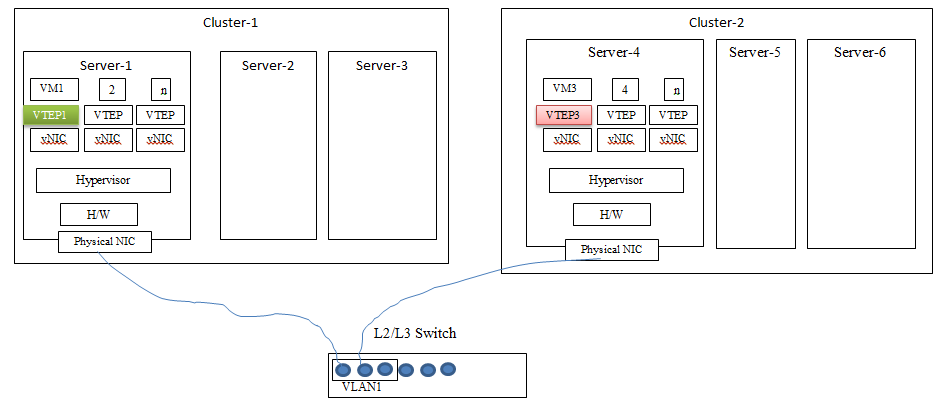 Cluster-1
Cluster-2
Server-1
Server-2
Server-3
Server-4
Server-5
Server-6
VM1
2
n
VM3
4
n
VTEP1
VTEP
VTEP
VTEP3
VTEP
VTEP
vNIC
vNIC
vNIC
vNIC
vNIC
vNIC
Hypervisor
Hypervisor
H/W
H/W
Physical NIC
Physical NIC
L2/L3 Switch
VLAN1